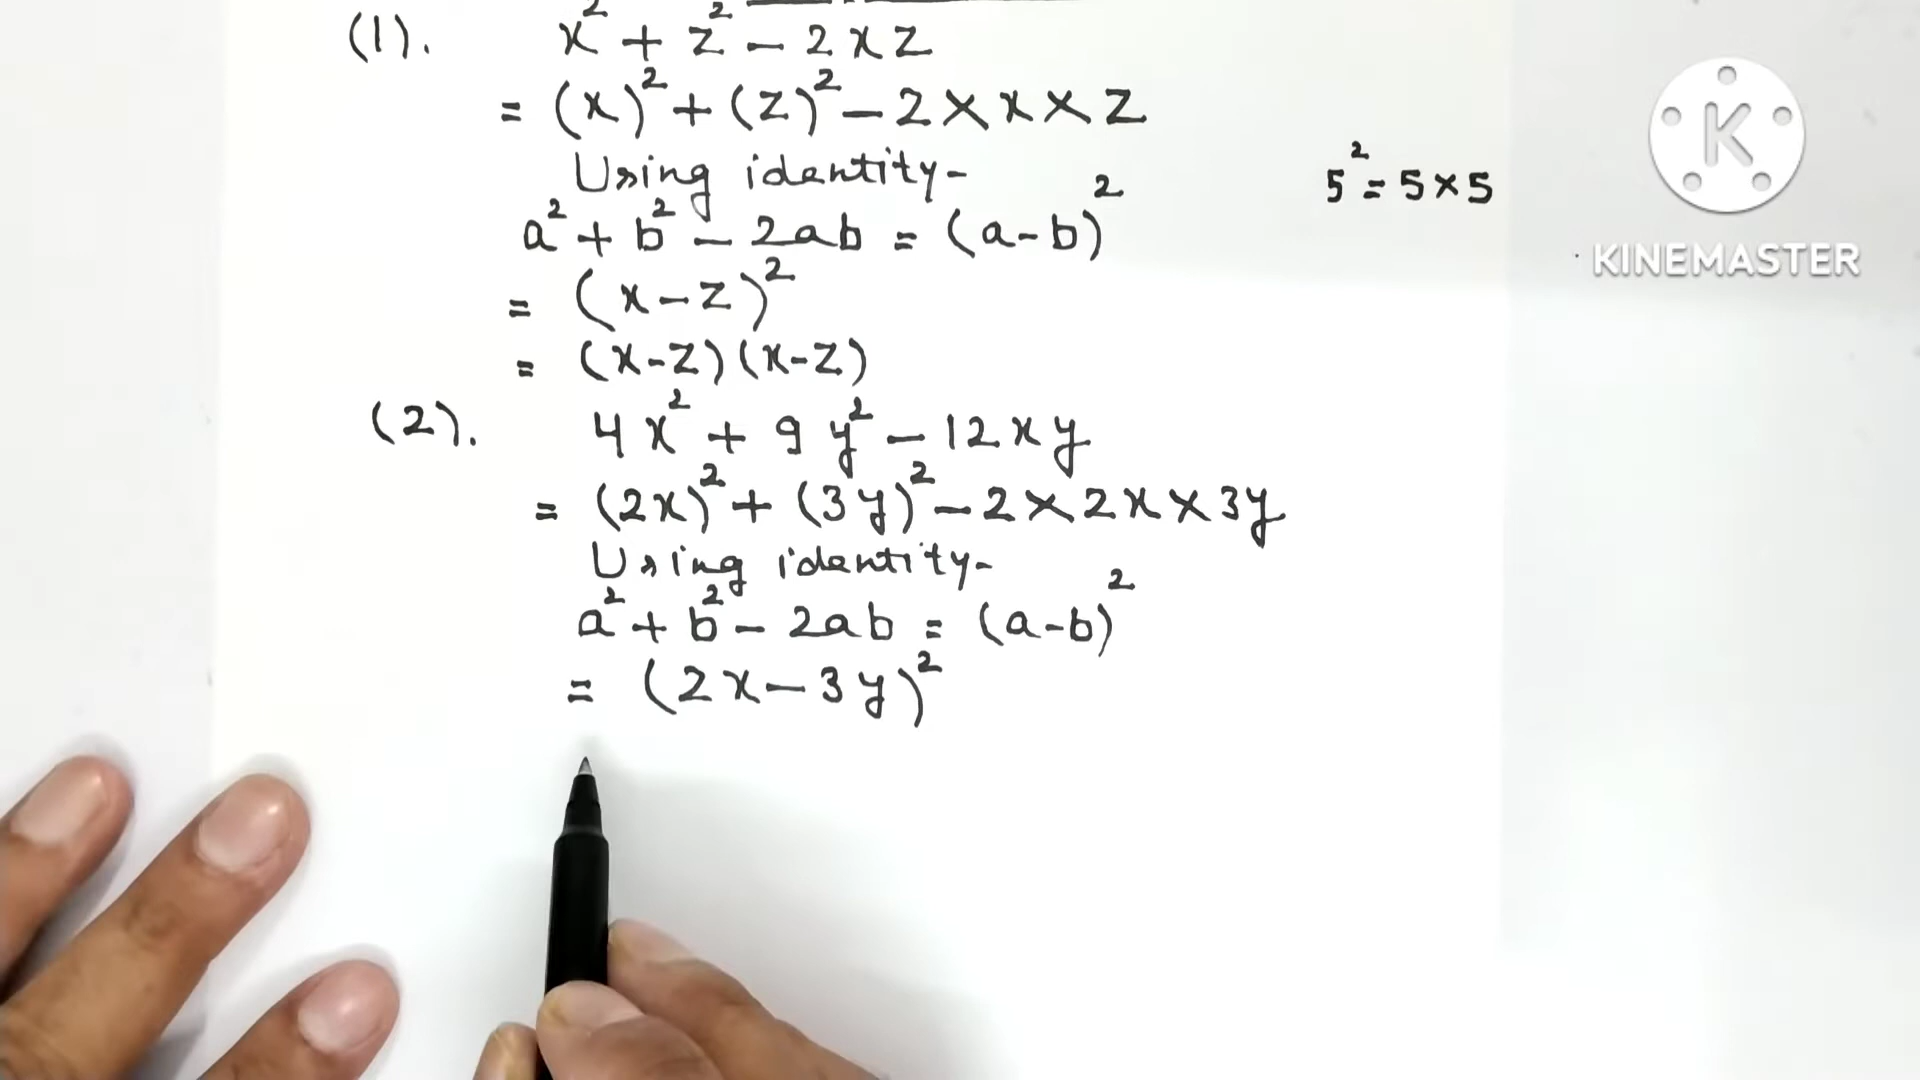 (1). x² + z² - 2xz
= (x)² + (z)² - 2 × x × z
Using identity-
a² + b² - 2ab = (a-b)²
= (x-z)²
= (x-z)(x-z)
5² = 5×5
K
KINEMASTER
(2). 4x² + 9y² - 12xy
= (2x)² + (3y)² - 2 × 2x × 3y
Using identity-
a² + b² - 2ab = (a-b)²
= (2x - 3y)²